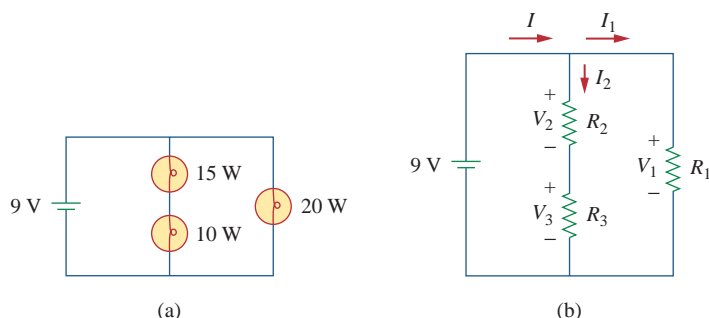 9 V
15 W
10 W
20 W
(a)
I
I₁
I₂
9 V
+
V₂
−
R₂
+
V₃
−
R₃
+
V₁
−
R₁
(b)